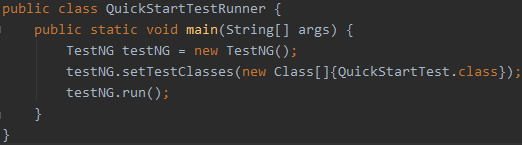 public class QuickStartTestRunner {
    public static void main(String[] args) {
        TestNG testNG = new TestNG();
        testNG.setTestClasses(new Class[]{QuickStartTest.class});
        testNG.run();
    }
}